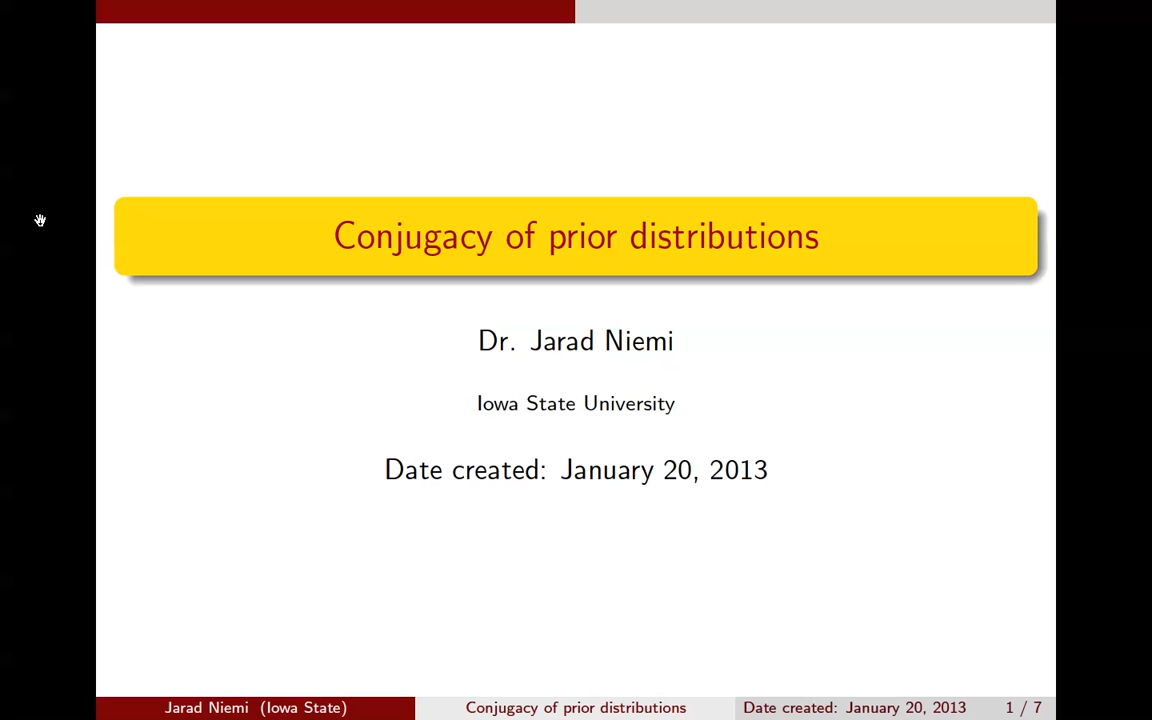 Conjugacy of prior distributions
Dr. Jarad Niemi
Iowa State University
Date created: January 20, 2013
Jarad Niemi (Iowa State) Conjugacy of prior distributions Date created: January 20, 2013 1 / 7